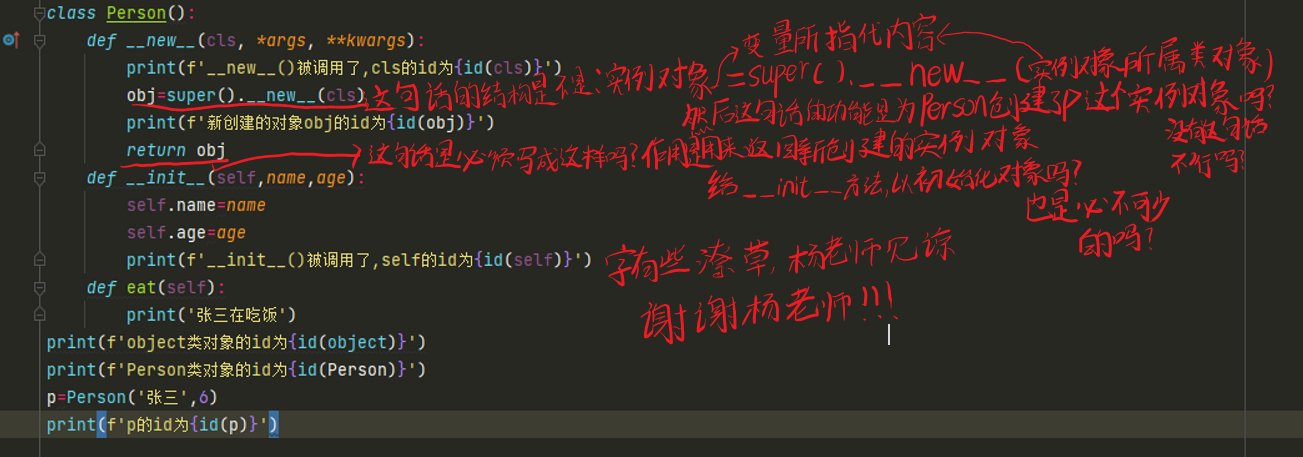 class Person():
def __new__(cls, *args, **kwargs):
print(f'__new__()被调用了,cls的id为{id(cls)}')
obj=super().__new__(cls)
print(f'新创建的对象obj的id为{id(obj)}')
return obj
def __init__(self,name,age):
self.name=name
self.age=age
print(f'__init__()被调用了,self的id为{id(self)}')
def eat(self):
print('张三在吃饭')
print(f'object类对象的id为{id(object)}')
print(f'Person类对象的id为{id(Person)}')
p=Person('张三',6)
print(f'p的id为{id(p)}')
变量所指代内容
这句话的结构是不是:实例对象=super().__new__(实例对象所属类对象)
然后这句话的功能是为Person创建了p这个实例对象吗?
没有这句话
不行吗?
这句话是必须写成这样吗?作用是用来返回新创建的实例对象
给__init__方法,以初始化对象吗?
也是必不可少
的吗?
字有些潦草,杨老师见谅
谢谢杨老师!!!